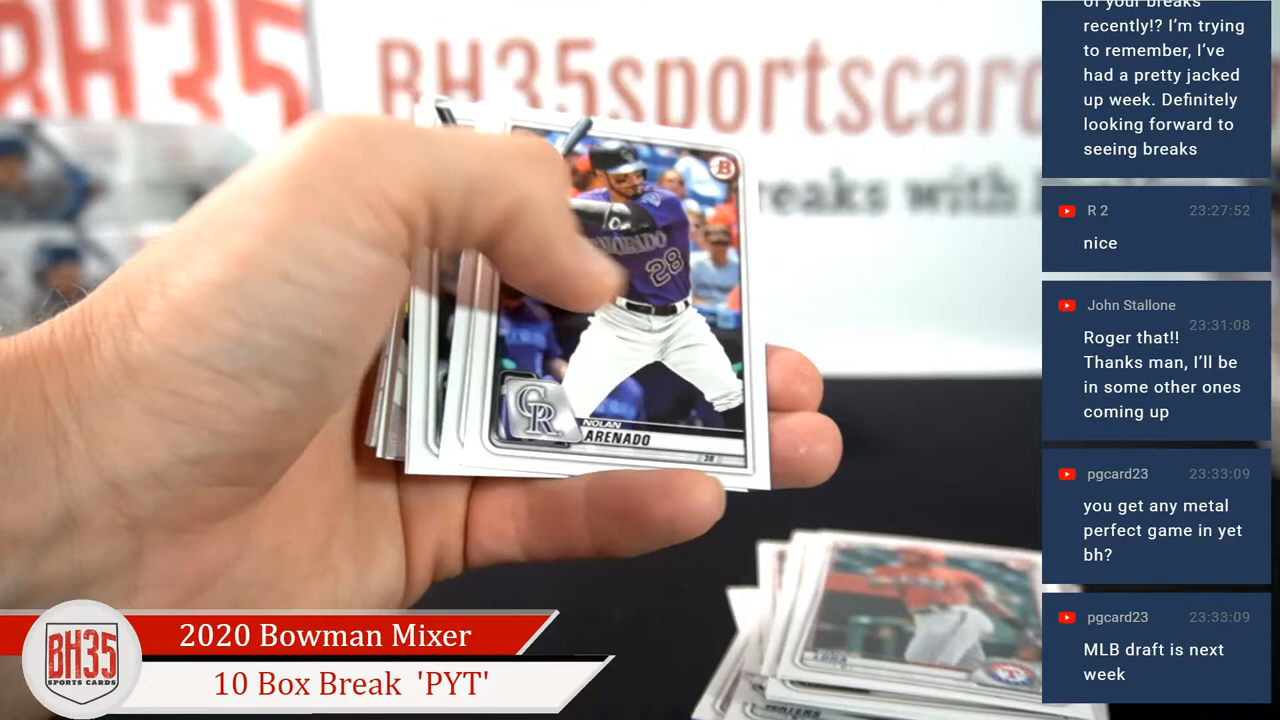 BH35
BH35sportscard
reaks with
COLORADO
28
CR
NOLAN
ARENADO
B
WATERS
of your breaks
recently!? I'm trying
to remember, I've
had a pretty jacked
up week. Definitely
looking forward to
seeing breaks
R 2 23:27:52
nice
John Stallone
23:31:08
Roger that!!
Thanks man, I'll be
in some other ones
coming up
pgcard23 23:33:09
you get any metal
perfect game in yet
bh?
pgcard23 23:33:09
MLB draft is next
week
BH35
SPORTS CARDS
2020 Bowman Mixer
10 Box Break 'PYT'